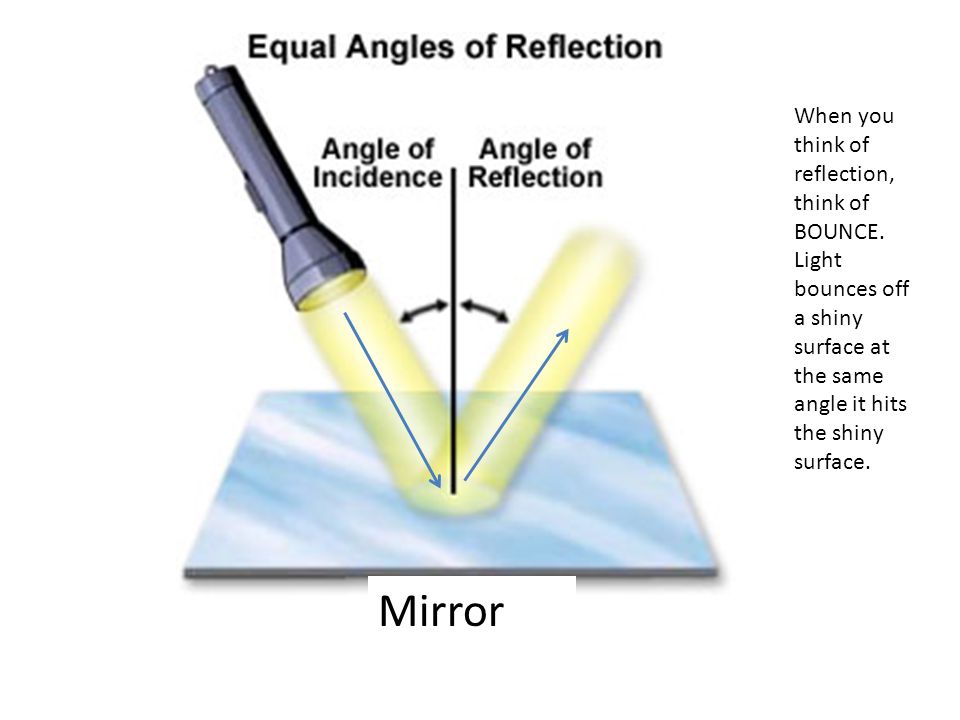 Equal Angles of Reflection
Angle of
Incidence
Angle of
Reflection
When you
think of
reflection,
think of
BOUNCE.
Light
bounces off
a shiny
surface at
the same
angle it hits
the shiny
surface.
Mirror